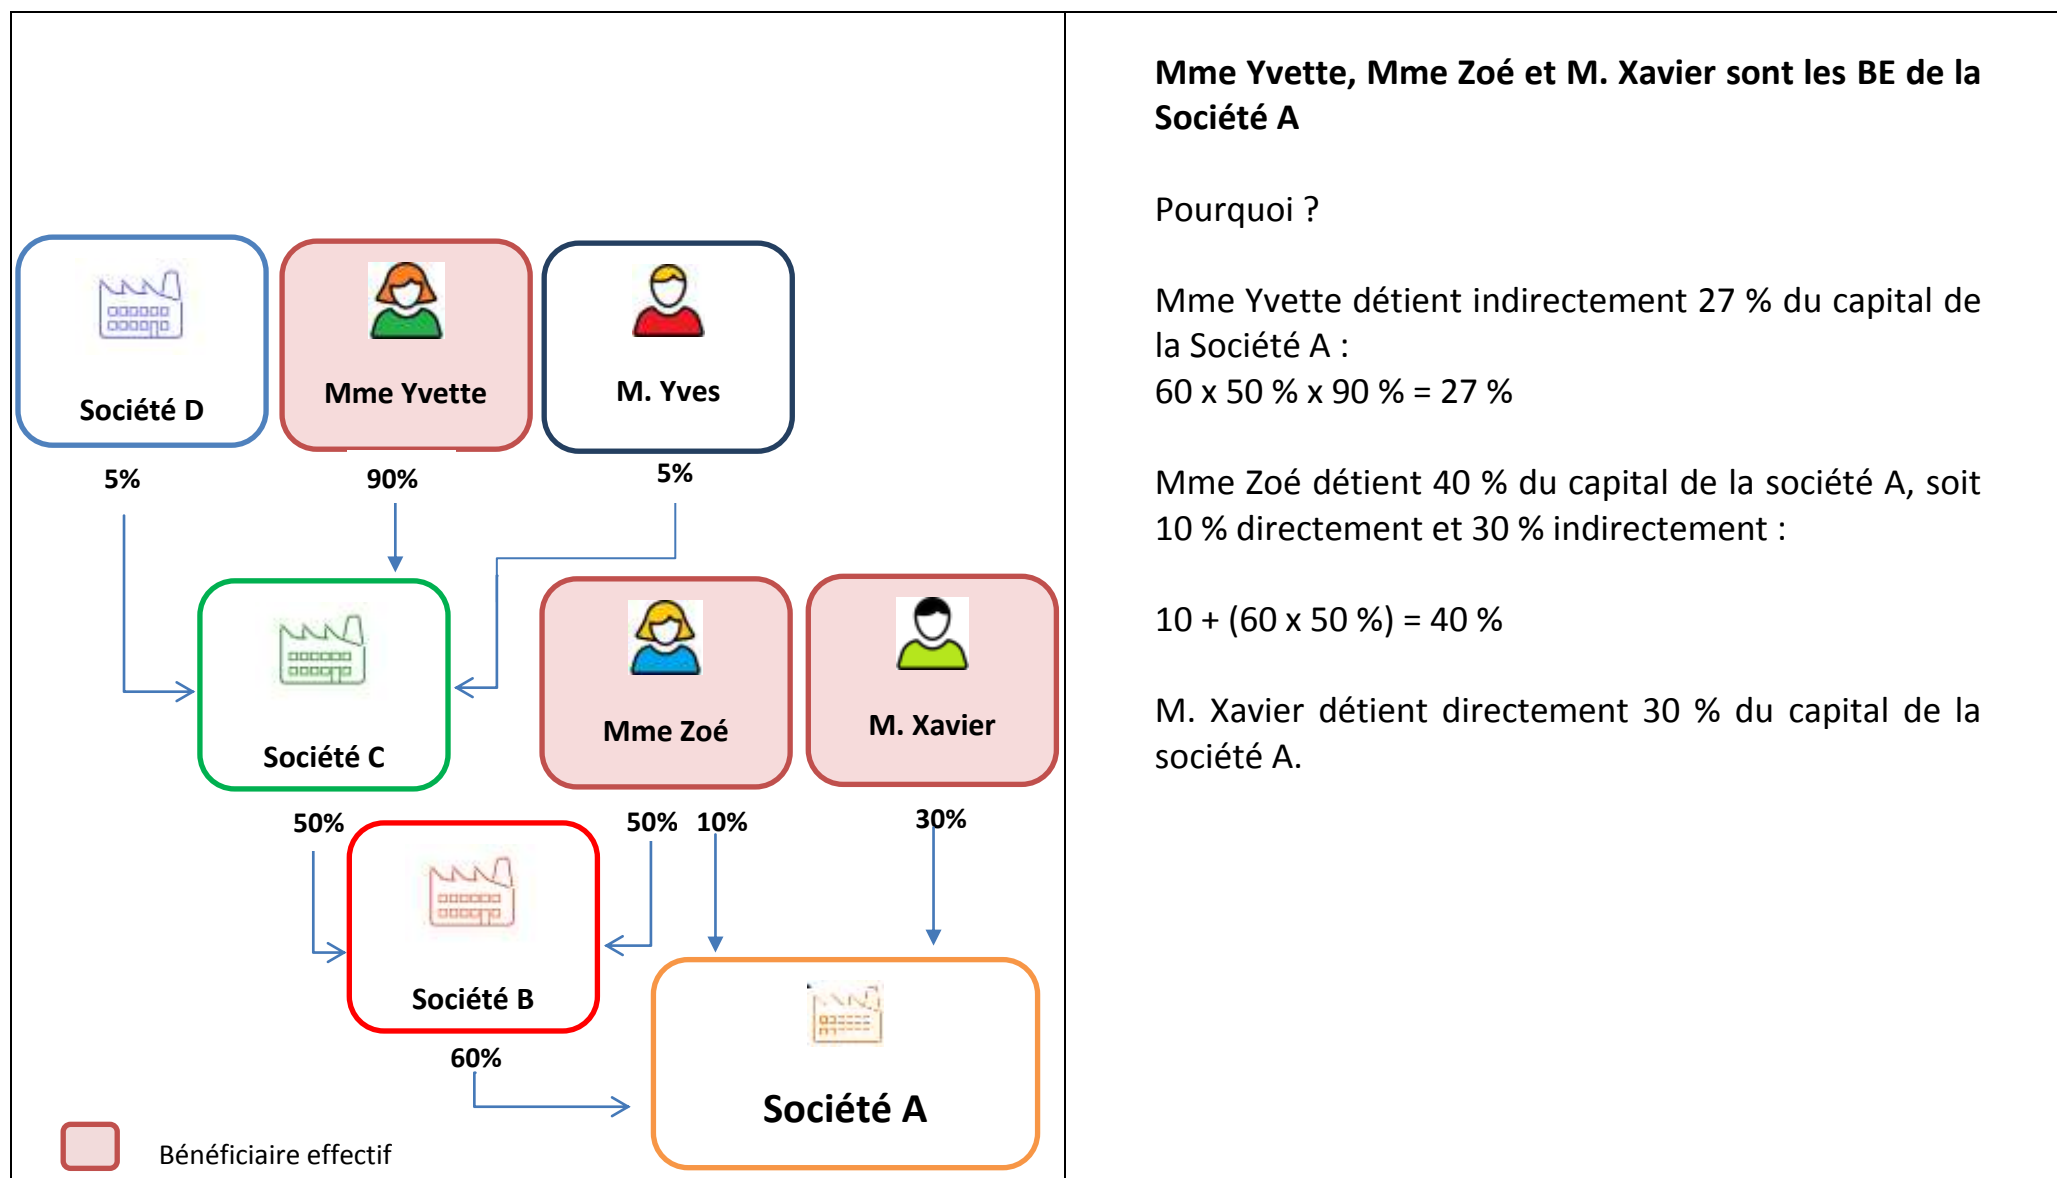 Société D
Mme Yvette
M. Yves
5%
90%
5%
Société C
Mme Zoé
M. Xavier
50%
50%
10%
30%
Société B
60%
Société A
Bénéficiaire effectif
Mme Yvette, Mme Zoé et M. Xavier sont les BE de la
Société A
Pourquoi ?
Mme Yvette détient indirectement 27 % du capital de
la Société A :
60 x 50 % x 90 % = 27 %
Mme Zoé détient 40 % du capital de la société A, soit
10 % directement et 30 % indirectement :
10 + (60 x 50 %) = 40 %
M. Xavier détient directement 30 % du capital de la
société A.